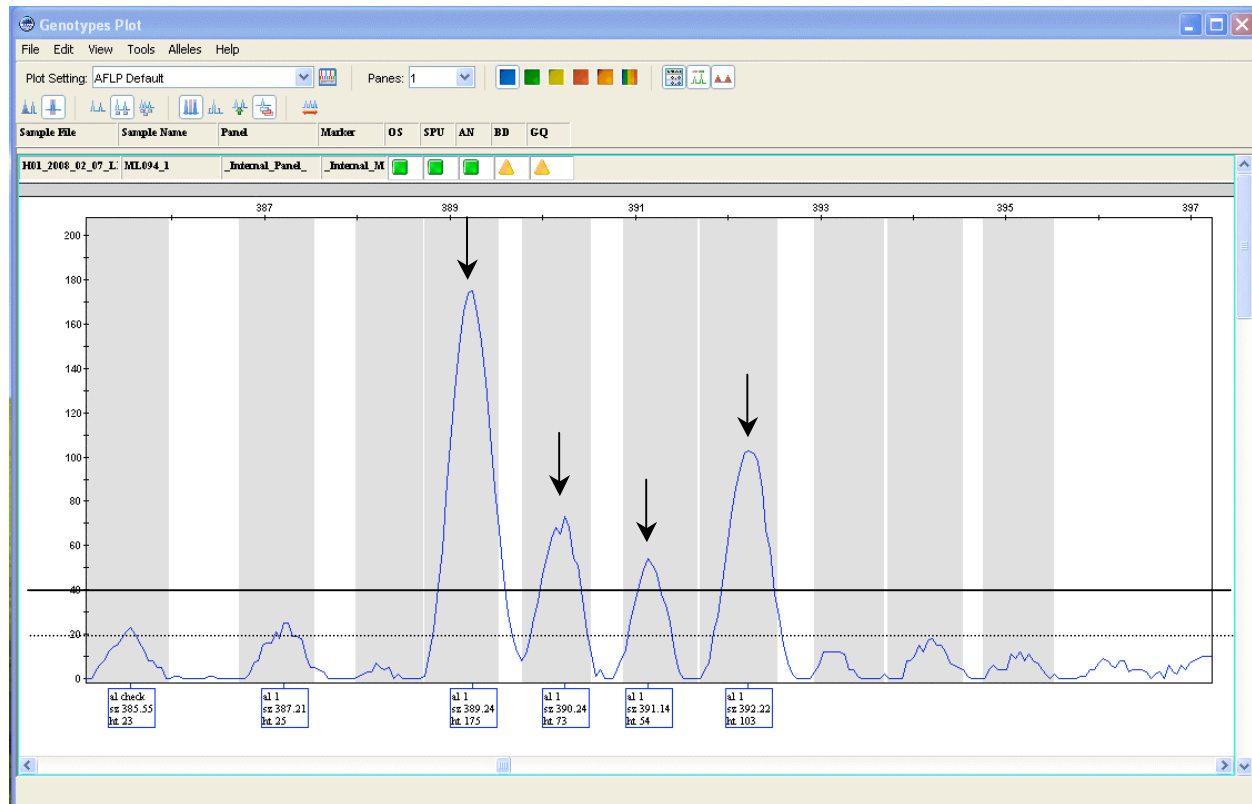 Genotypes Plot
File Edit View Tools Alleles Help
Plot Setting: AFLP Default Panes: 1
Sample File Sample Name Panel Marker OS SPU AN BD GQ
H01_2008_02_07_L: ML094_1 _Internal_Panel_ _Internal_M
387 389 391 393 395 397
200
180
160
140
120
100
80
60
40
20
0
al check al 1 al 1 al 1 al 1 al 1
sz 385.55 sz 387.21 sz 389.24 sz 390.24 sz 391.14 sz 392.22
ht 23 ht 25 ht 175 ht 73 ht 54 ht 103